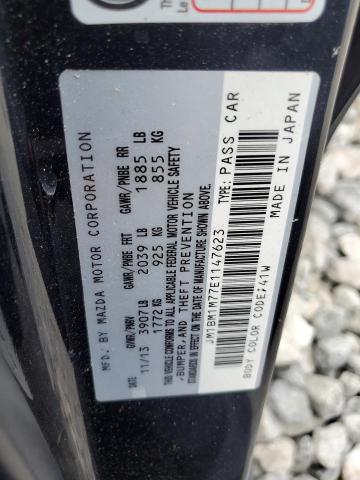 MFD. BY MAZDA MOTOR CORPORATION
GVWR/PNBV GAWR/PNBE FRT GAWR/PNBE RR
11/13 3907 LB 2039 LB 1885 LB
1772 KG 925 KG 855 KG
THIS VEHICLE CONFORMS TO ALL APPLICABLE FEDERAL MOTOR VEHICLE SAFETY
, BUMPER, AND THEFT PREVENTION
STANDARDS IN EFFECT ON THE DATE OF MANUFACTURE SHOWN ABOVE.
JM1BM1M77E1147623 TYPE: PASS CAR
BODY COLOR CODE: 41W MADE IN JAPAN
Th
Le